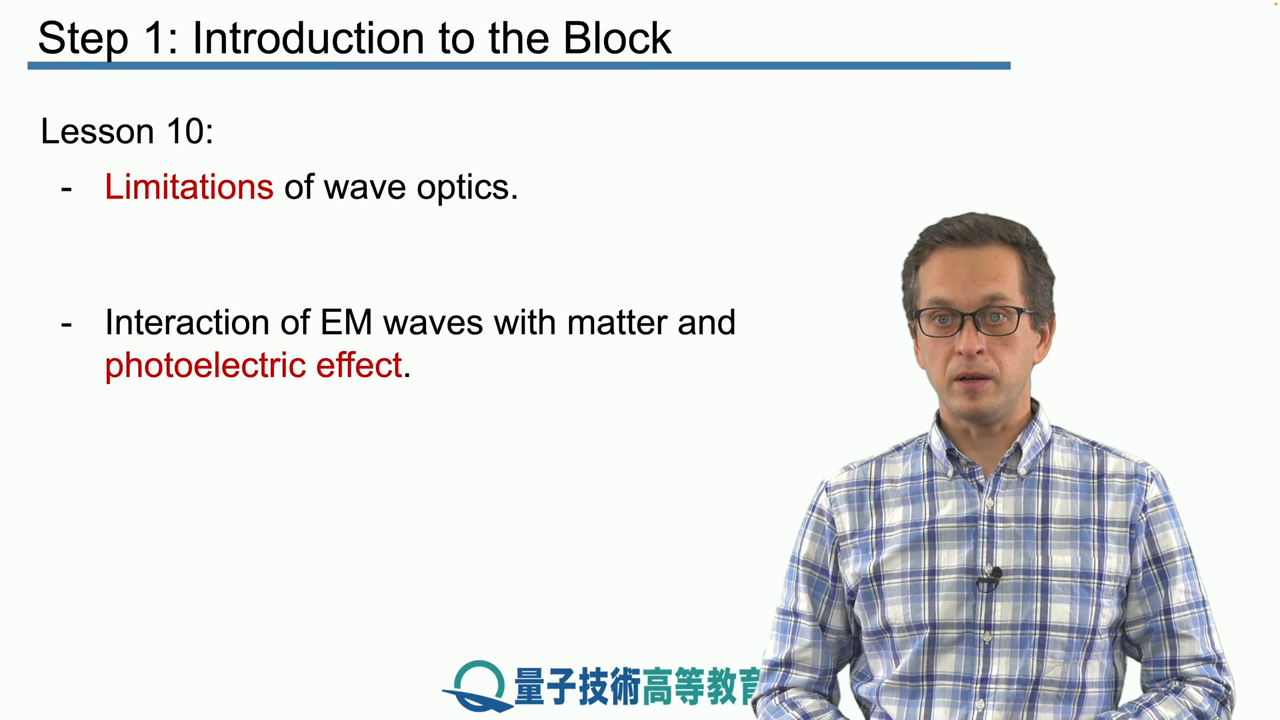 Step 1: Introduction to the Block
Lesson 10:
- Limitations of wave optics.
- Interaction of EM waves with matter and
photoelectric effect.
量子技術高等教育